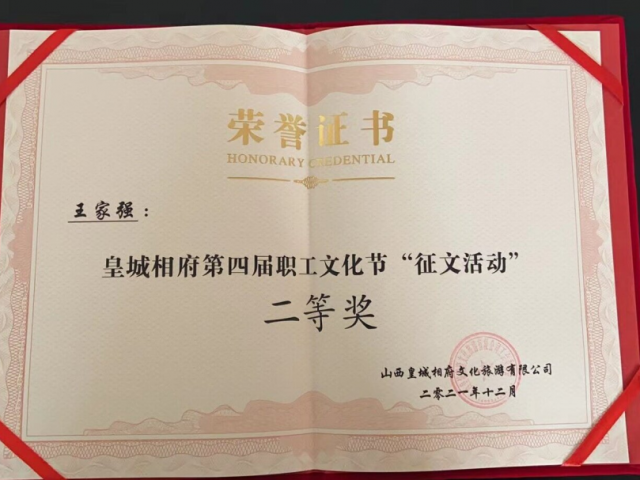 荣誉证书
HONORARY CREDENTIAL
王家强：
皇城相府第四届职工文化节“征文活动”
二等奖
山西皇城相府文化旅游有限公司
二零二一年十二月